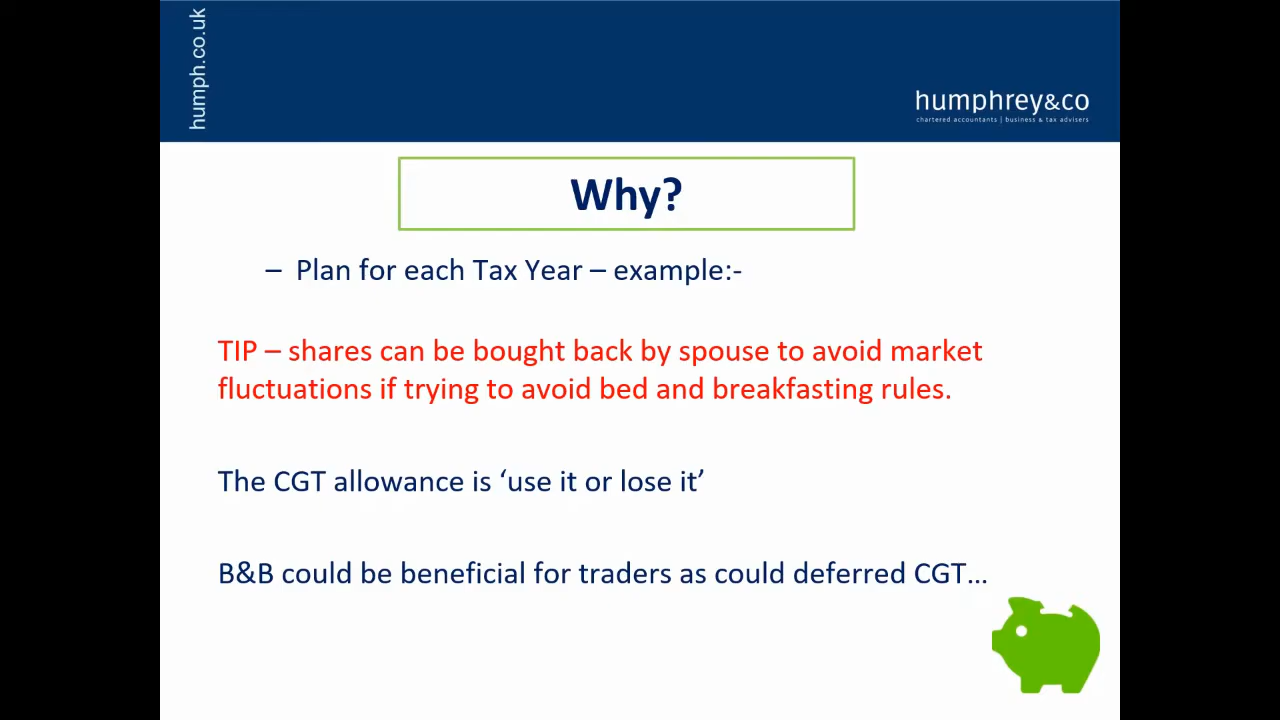 humph.co.uk
humphrey&co
chartered accountants | business & tax advisers
Why?
– Plan for each Tax Year – example:-
TIP – shares can be bought back by spouse to avoid market
fluctuations if trying to avoid bed and breakfasting rules.
The CGT allowance is ‘use it or lose it’
B&B could be beneficial for traders as could deferred CGT…